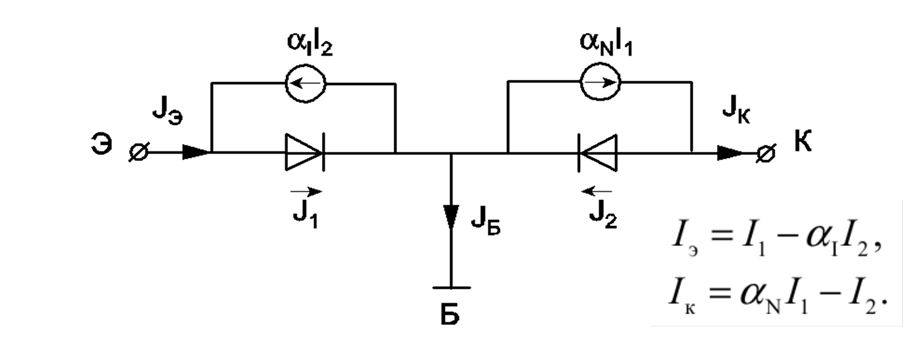 αII2 αNI1
JЭ JК
Э К
J1 J2
JБ
Iэ = I1 − αII2,
Iк = αNI1 − I2.
Б